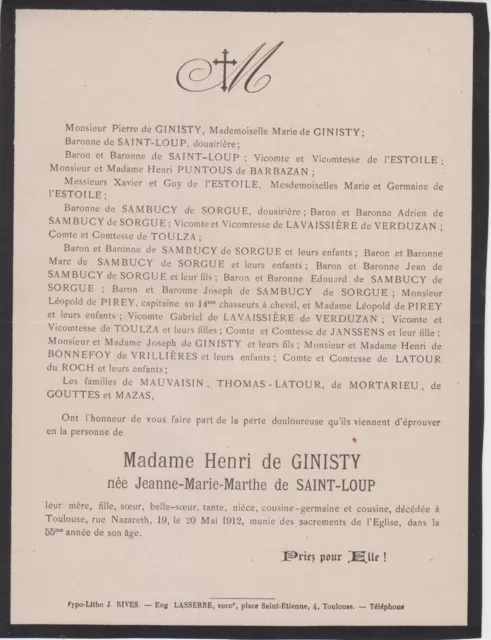 M
Monsieur Pierre de GINISTY, Mademoiselle Marie de GINISTY ;
Baronne de SAINT-LOUP, douairière ;
Baron et Baronne de SAINT-LOUP ; Vicomte et Vicomtesse de l'ESTOILE ;
Monsieur et Madame Henri PUNTOUS de BARBAZAN ;
Messieurs Xavier et Guy de l'ESTOILE, Mesdemoiselles Marie et Germaine de
l'ESTOILE ;
Baronne de SAMBUCY de SORGUE, douairière ; Baron et Baronne Adrien de
SAMBUCY de SORGUE ; Vicomte et Vicomtesse de LAVAISSIÈRE de VERDUZAN ;
Comte et Comtesse de TOULZA ;
Baron et Baronne de SAMBUCY de SORGUE et leurs enfants ; Baron et Baronne
Marc de SAMBUCY de SORGUE et leurs enfants ; Baron et Baronne Jean de
SAMBUCY de SORGUE et leur fils ; Baron et Baronne Edouard de SAMBUCY de
SORGUE ; Baron et Baronne Joseph de SAMBUCY de SORGUE ; Monsieur
Léopold de PIREY, capitaine au 14me chasseurs à cheval, et Madame Léopold de PIREY
et leurs enfants ; Vicomte Gabriel de LAVAISSIÈRE de VERDUZAN ; Vicomte et
Vicomtesse de TOULZA et leurs filles ; Comte et Comtesse de JANSSENS et leur fille ;
Monsieur et Madame Joseph de GINISTY et leurs fils ; Monsieur et Madame Henri de
BONNEFOY de VRILLIÈRES et leurs enfants ; Comte et Comtesse de LATOUR
du ROCH et leurs enfants ;
Les familles de MAUVAISIN, THOMAS-LATOUR, de MORTARIEU, de
GOUTTES et MAZAS,
Ont l'honneur de vous faire part de la perte douloureuse qu'ils viennent d'éprouver
en la personne de
Madame Henri de GINISTY
née Jeanne-Marie-Marthe de SAINT-LOUP
leur mère, fille, sœur, belle-sœur, tante, nièce, cousine-germaine et cousine, décédée à
Toulouse, rue Nazareth, 19, le 20 Mai 1912, munie des sacrements de l'Eglise, dans la
55me année de son âge.
Priez pour Elle !
Typo-Litho J. RIVES. — Eug LASSERRE, succr, place Saint-Etienne, 4, Toulouse. — Téléphone